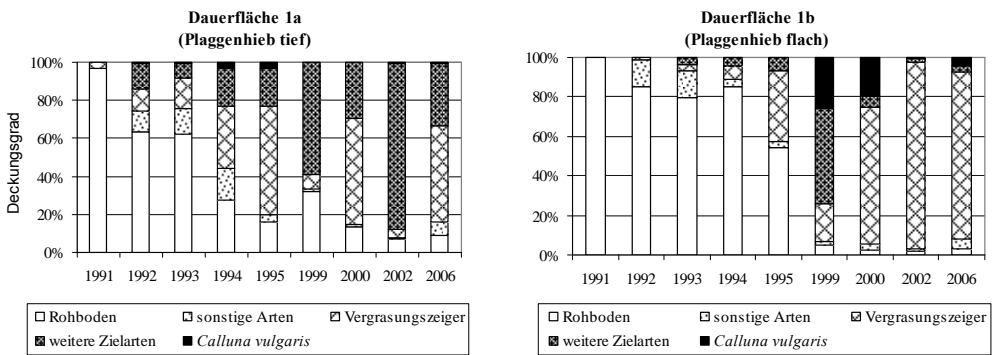 Dauerfläche 1a
(Plaggenhieb tief)
Deckungsgrad
100%
80%
60%
40%
20%
0%
1991 1992 1993 1994 1995 1999 2000 2002 2006
Rohboden sonstige Arten Vergrasungszeiger
weitere Zielarten Calluna vulgaris
Dauerfläche 1b
(Plaggenhieb flach)
100%
80%
60%
40%
20%
0%
1991 1992 1993 1994 1995 1999 2000 2002 2006
Rohboden sonstige Arten Vergrasungszeiger
weitere Zielarten Calluna vulgaris